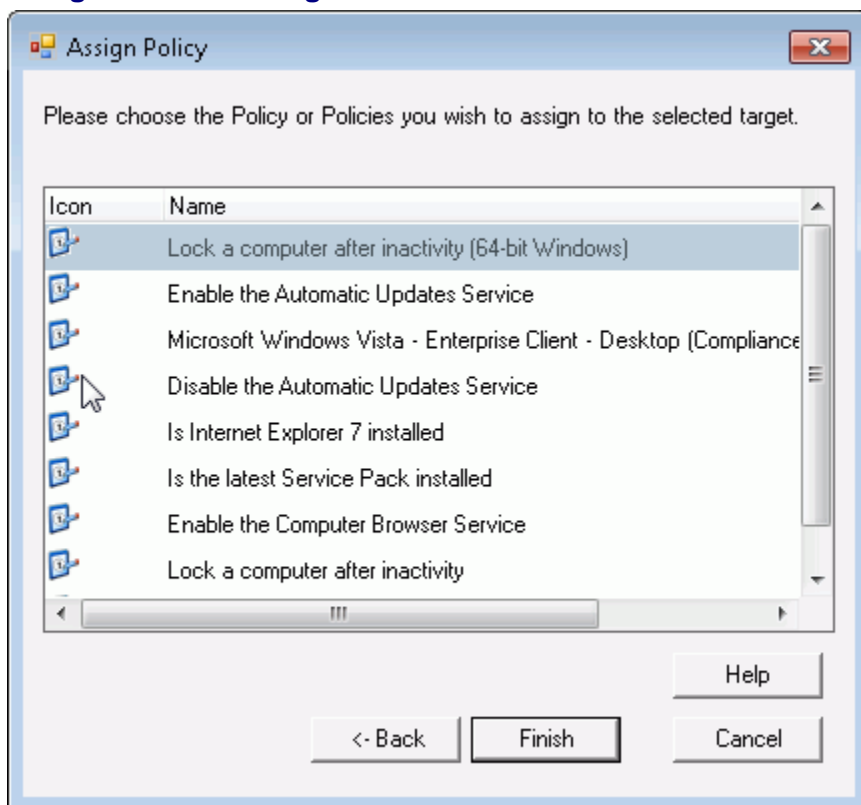 Assign Policy
Please choose the Policy or Policies you wish to assign to the selected target.
Icon Name
Lock a computer after inactivity (64-bit Windows)
Enable the Automatic Updates Service
Microsoft Windows Vista - Enterprise Client - Desktop (Compliance
Disable the Automatic Updates Service
Is Internet Explorer 7 installed
Is the latest Service Pack installed
Enable the Computer Browser Service
Lock a computer after inactivity
Help
<- Back Finish Cancel